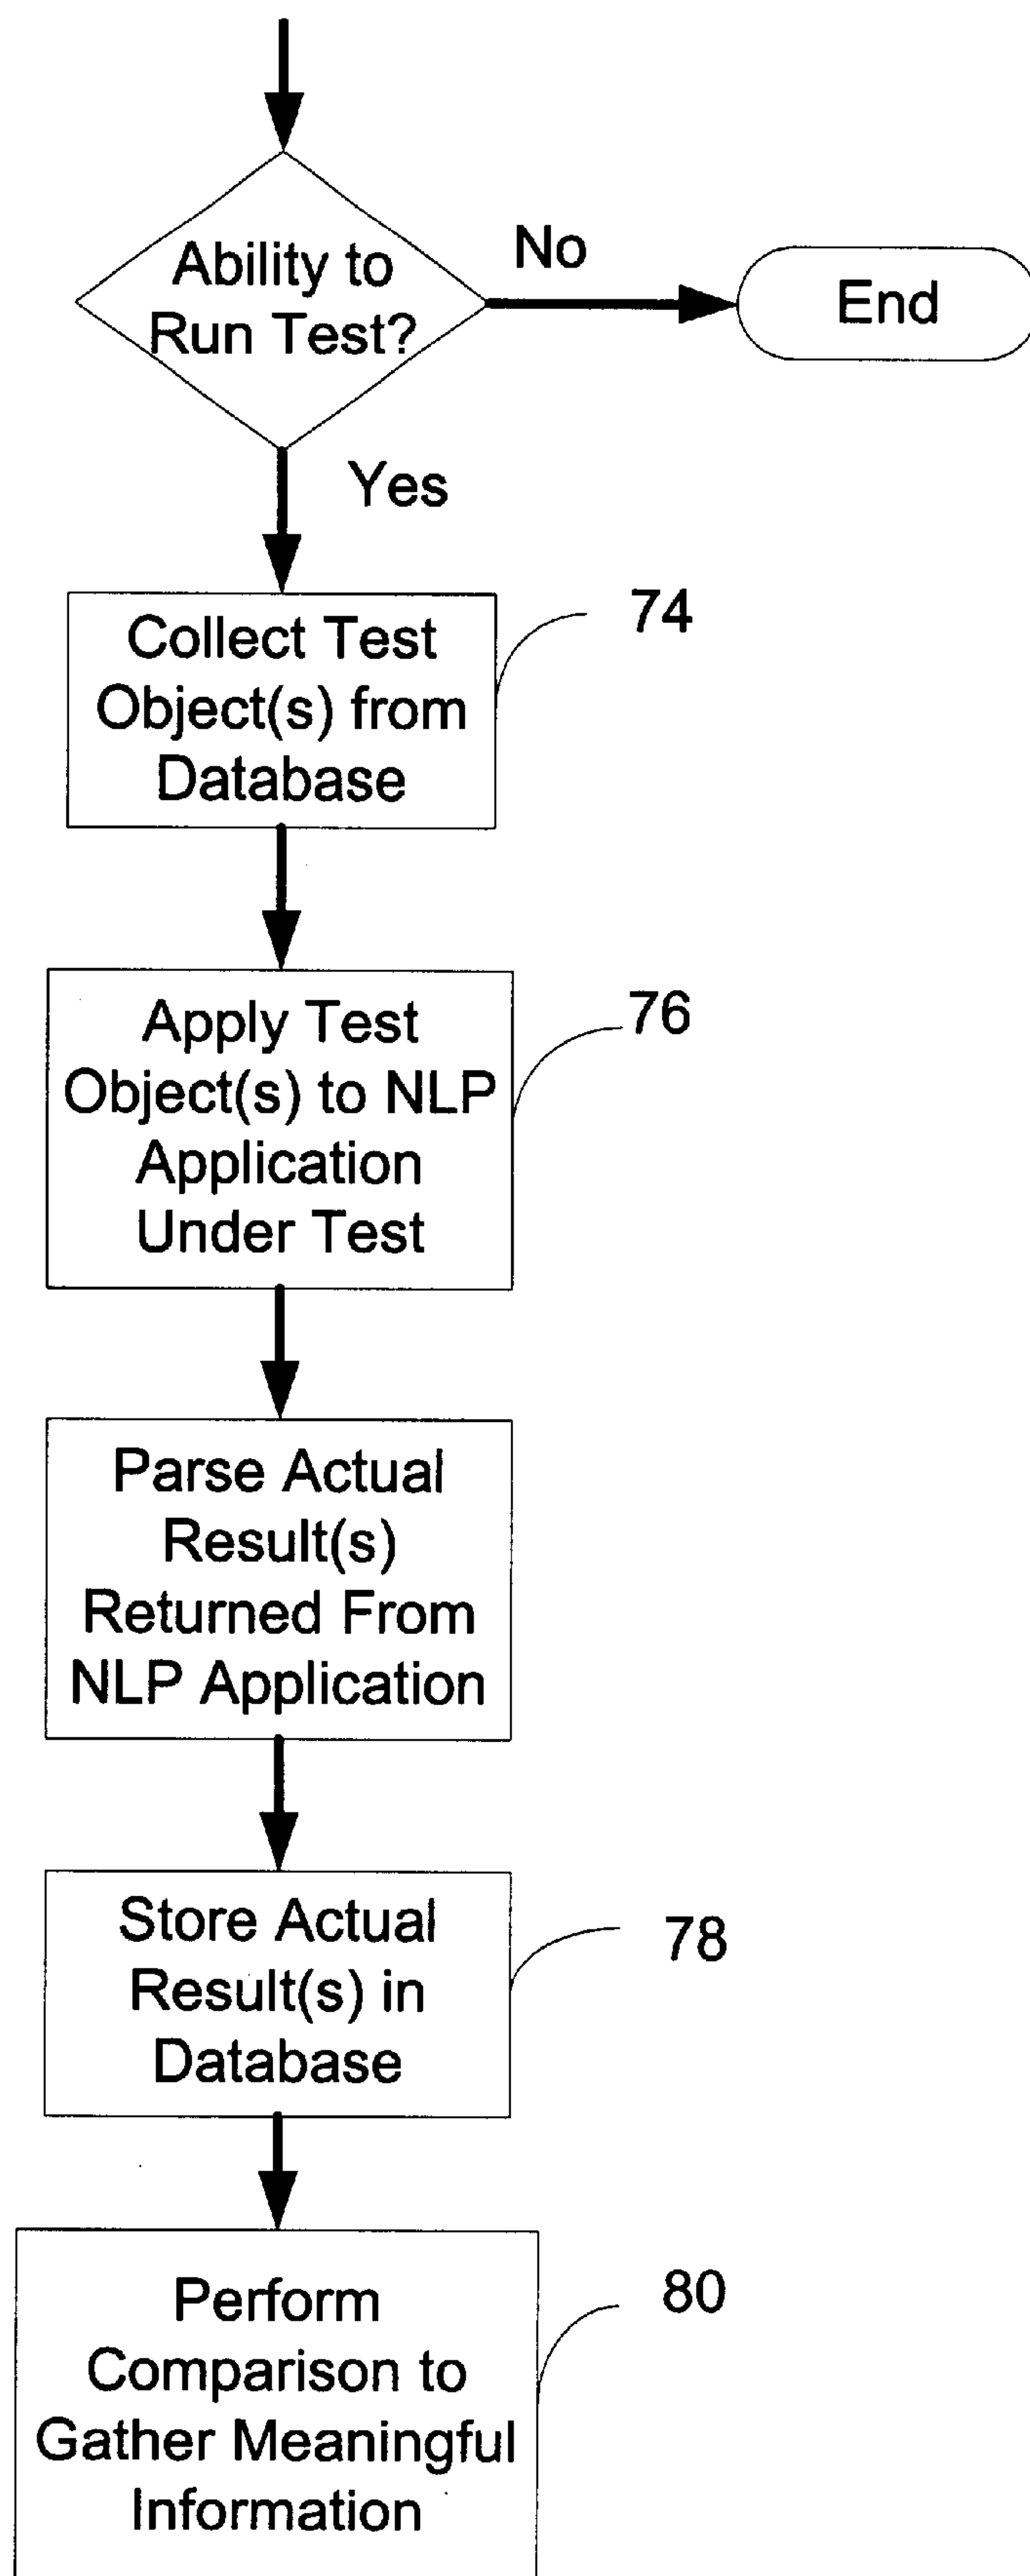 Ability to
Run Test?
No
End
Yes
Collect Test
Object(s) from
Database
74
Apply Test
Object(s) to NLP
Application
Under Test
76
Parse Actual
Result(s)
Returned From
NLP Application
Store Actual
Result(s) in
Database
78
Perform
Comparison to
Gather Meaningful
Information
80